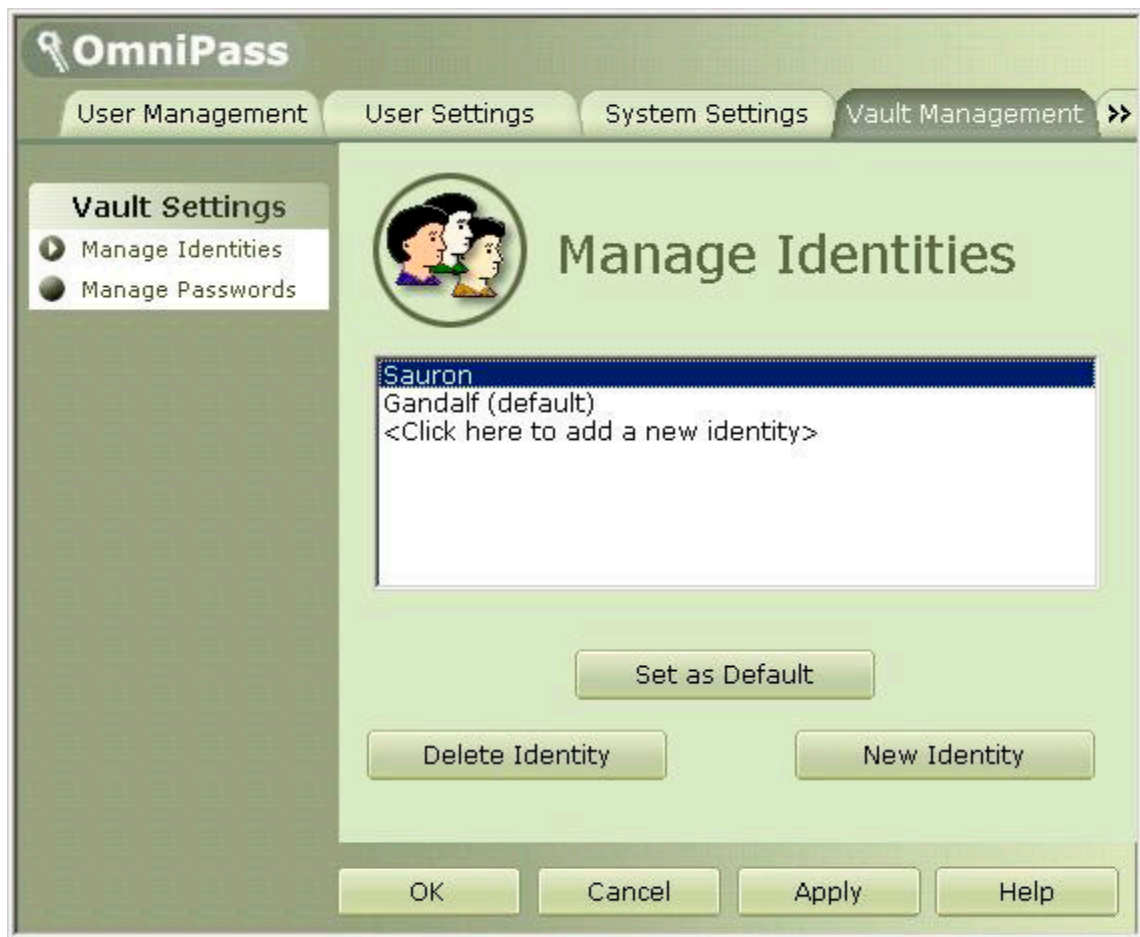 OmniPass
User Management
User Settings
System Settings
Vault Management
»
Vault Settings
Manage Identities
Manage Passwords
Manage Identities
Sauron
Gandalf (default)
<Click here to add a new identity>
Set as Default
Delete Identity
New Identity
OK
Cancel
Apply
Help